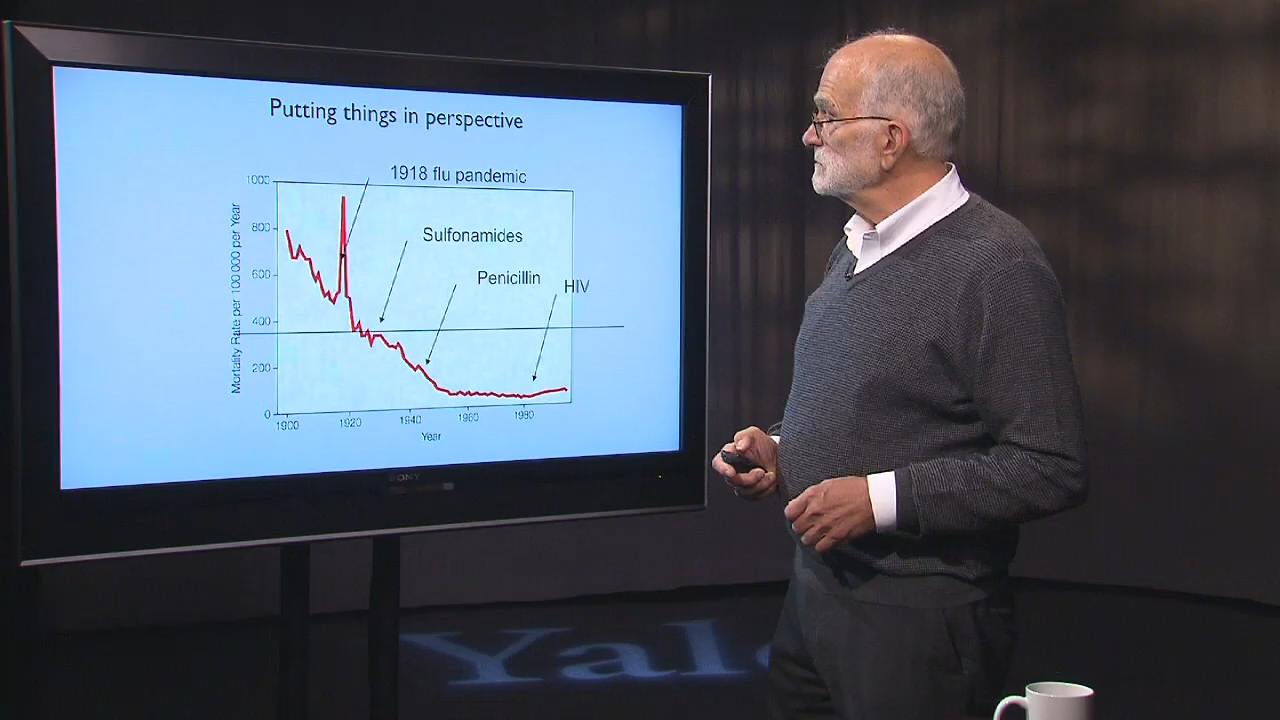 Putting things in perspective
1918 flu pandemic
Sulfonamides
Penicillin
HIV
Mortality Rate per 100 000 per Year
1000
800
600
400
200
0
1900
1920
1940
1960
1980
Year
SONY
Yale